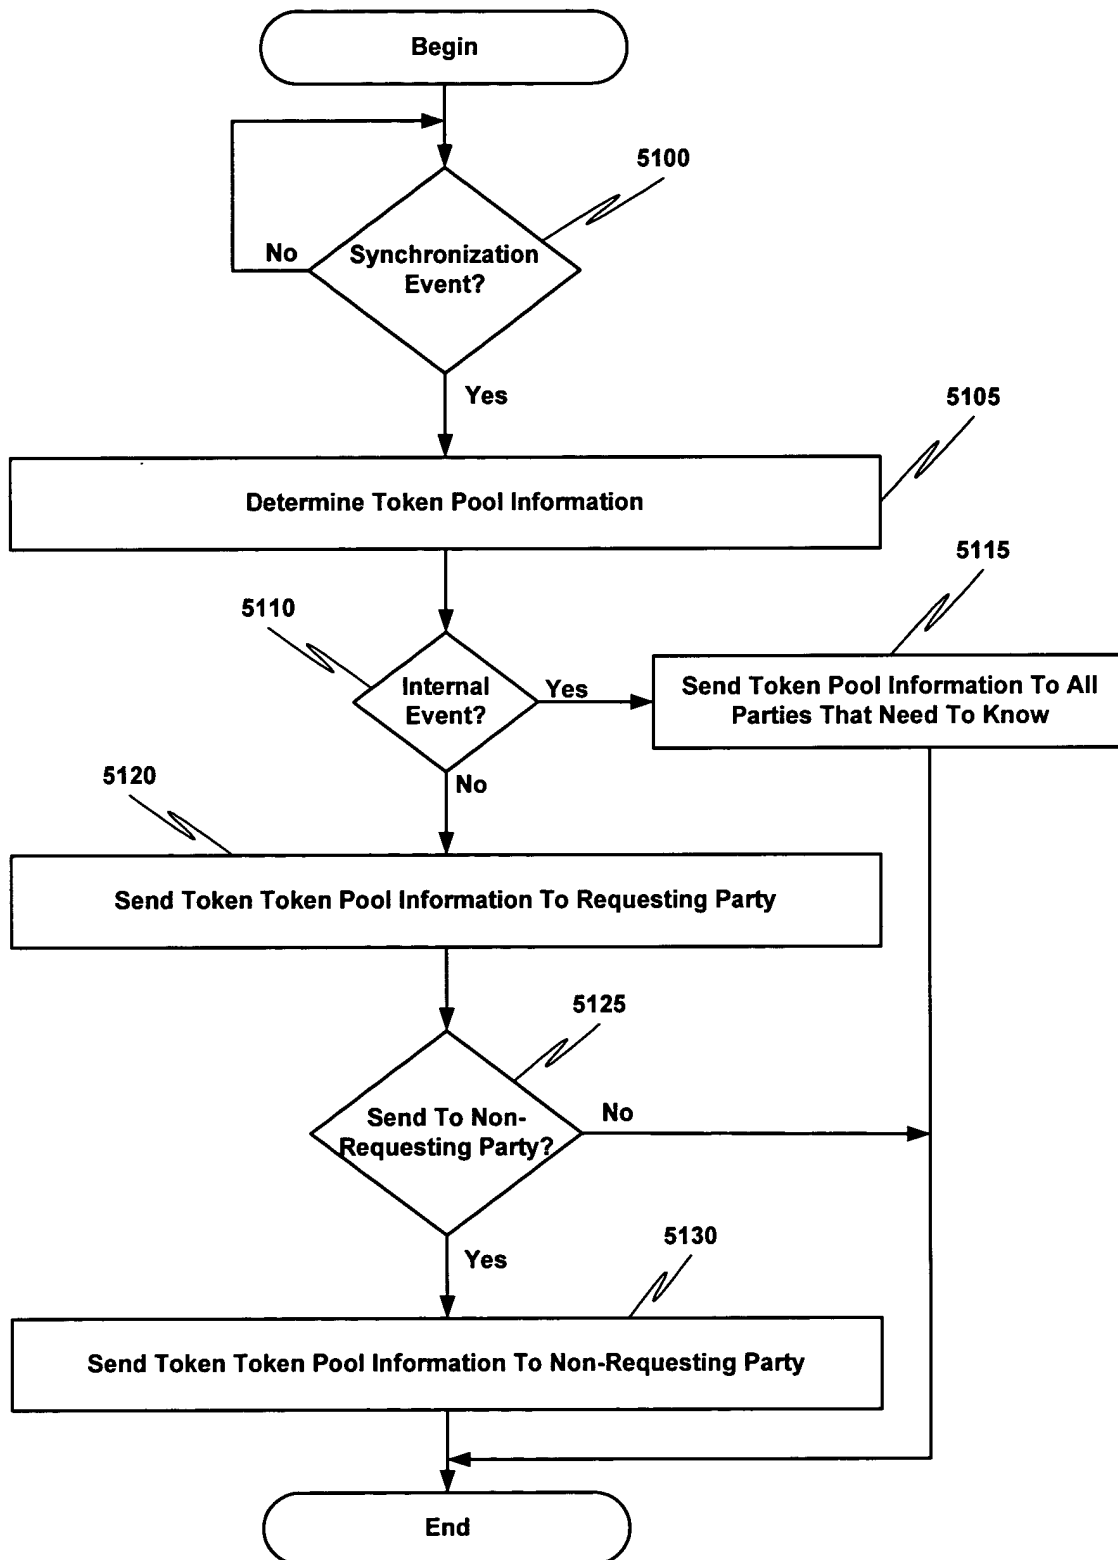 Begin
5100
No
Synchronization
Event?
Yes
5105
Determine Token Pool Information
5115
5110
Internal
Event?
Yes
Send Token Pool Information To All
Parties That Need To Know
No
5120
Send Token Token Pool Information To Requesting Party
5125
Send To Non-
Requesting Party?
No
Yes
5130
Send Token Token Pool Information To Non-Requesting Party
End